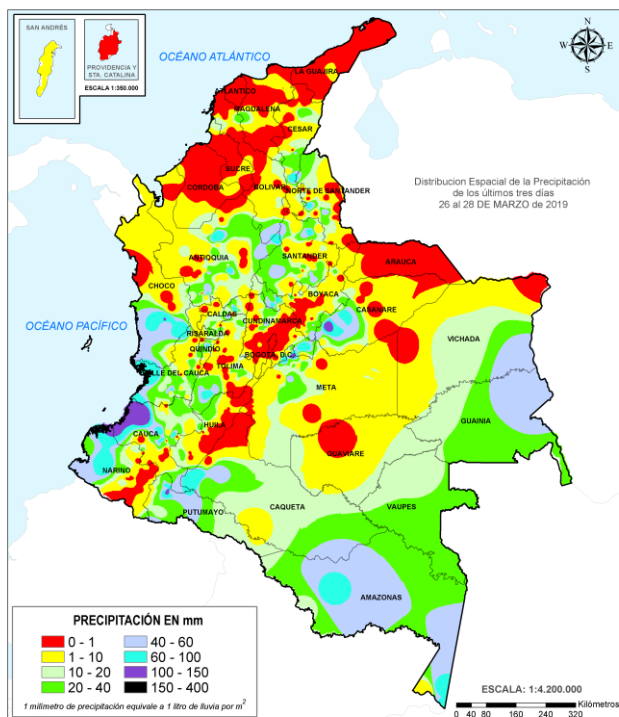 SAN ANDRÉS
PROVIDENCIA Y
STA. CATALINA
ESCALA 1:350.000
OCÉANO ATLÁNTICO
N
W
E
S
LA GUAJIRA
ATLANTICO
MAGDALENA
CESAR
SUCRE
CORDOBA
BOLIVAR
NORTE DE SANTANDER
Distribucion Espacial de la Precipitación
de los últimos tres días
26 al 28 DE MARZO de 2019
ANTIOQUIA
SANTANDER
ARAUCA
CHOCO
BOYACA
CASANARE
OCÉANO PACÍFICO
CALDAS
CUNDINAMARCA
RISARALDA
VICHADA
QUINDIO
BOGOTA, D.C.
TOLIMA
VALLE DEL CAUCA
META
GUAINIA
CAUCA
HUILA
GUAVIARE
NARIÑO
PUTUMAYO
CAQUETA
VAUPES
AMAZONAS
PRECIPITACIÓN EN mm
0 - 1
40 - 60
1 - 10
60 - 100
10 - 20
100 - 150
20 - 40
150 - 400
1 milimetro de precipitación equivale a 1 litro de lluvia por m2
ESCALA: 1:4.200.000
Kilómetros
0 40 80 160 240 320